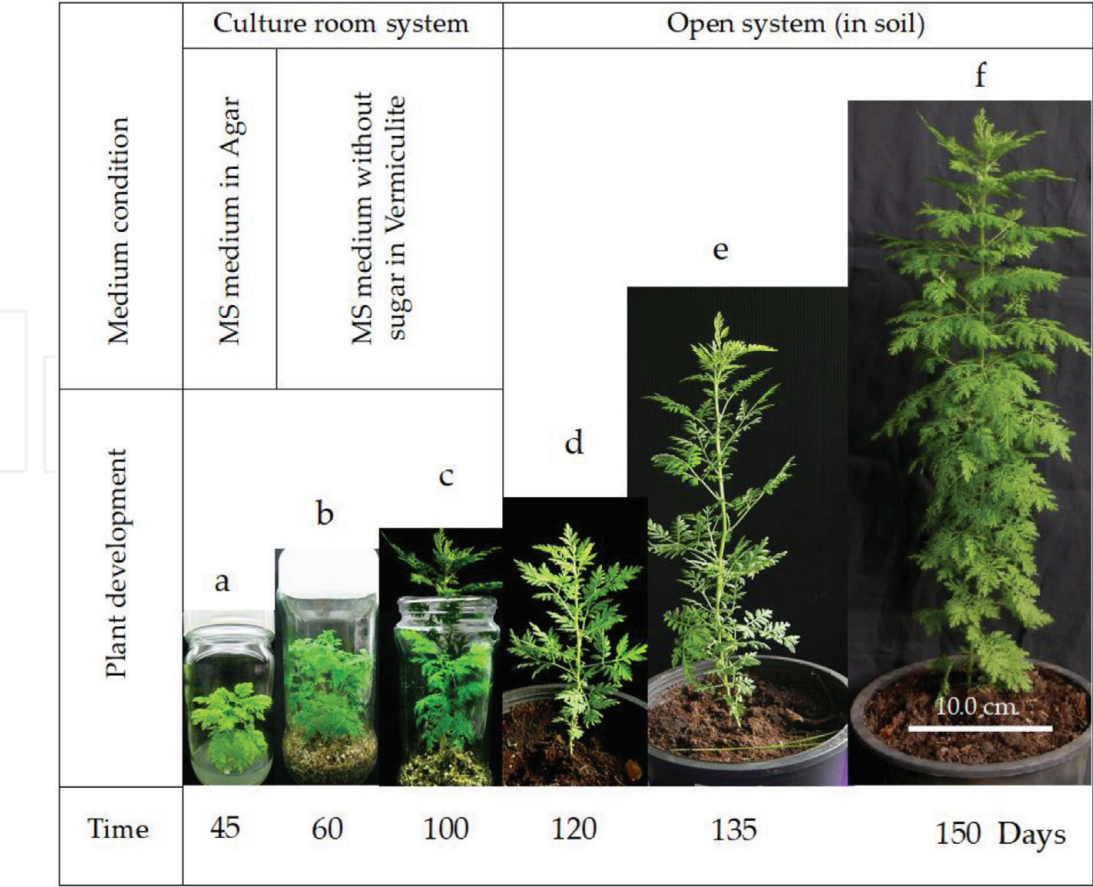 Culture room system
Open system (in soil)
Medium condition
MS medium in Agar
MS medium without
sugar in Vermiculite
Plant development
a
b
c
d
e
f
10.0 cm.
Time
45
60
100
120
135
150 Days